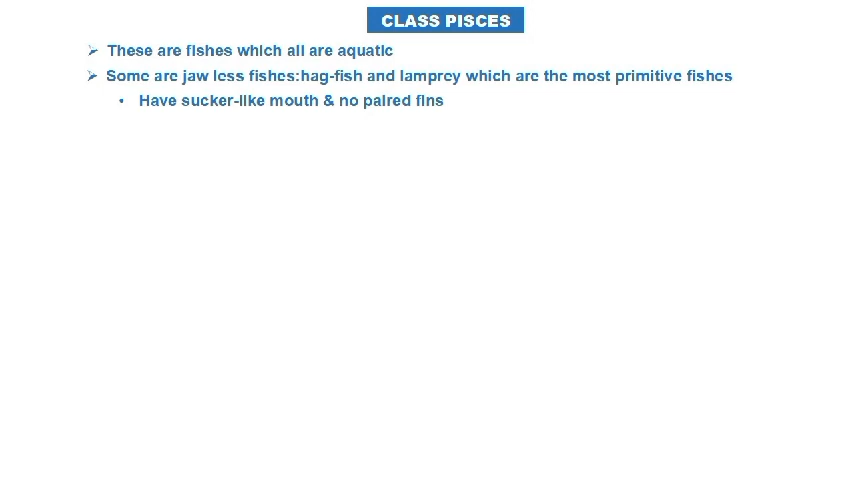 CLASS PISCES
➢ These are fishes which all are aquatic
➢ Some are jaw less fishes:hag-fish and lamprey which are the most primitive fishes
• Have sucker-like mouth & no paired fins